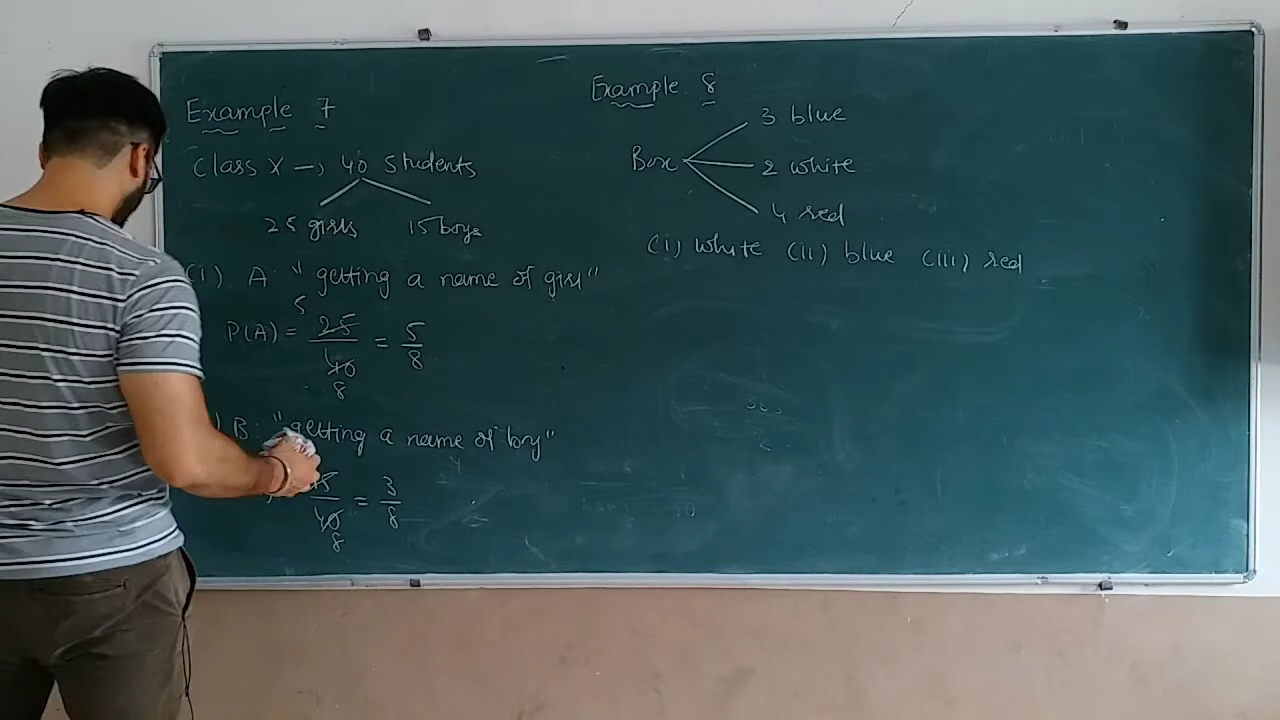 Example 7
Class X → 40 Students
25 girls 15 boys
(i) A: "getting a name of girl"
5
P(A) = 25/40 = 5/8
8
B: "getting a name of boy"
15/40 = 3/8
8
Example 8
3 blue
Box 2 white
4 red
(i) white (ii) blue (iii) red